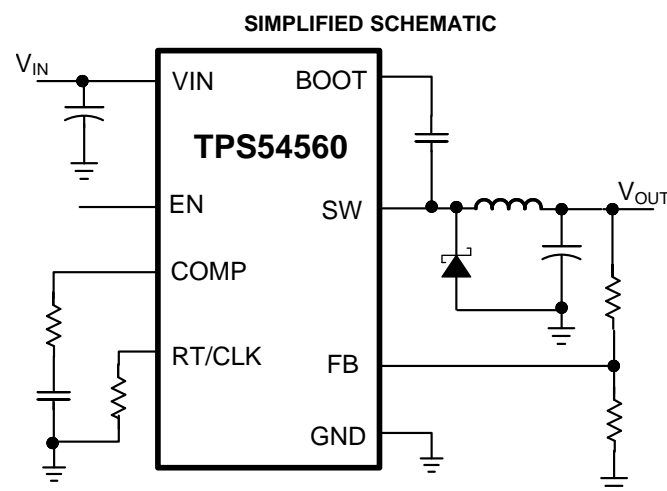 SIMPLIFIED SCHEMATIC
VIN
VIN
BOOT
TPS54560
EN
SW
VOUT
COMP
RT/CLK
FB
GND